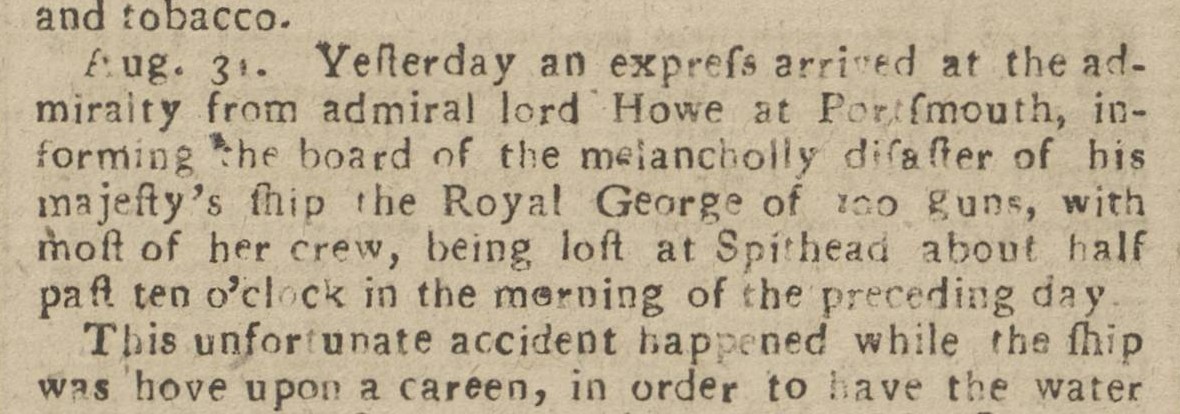 and tobacco.
Aug. 31. Yeſterday an expreſs arrived at the ad-
miralty from admiral lord Howe at Portſmouth, in-
forming the board of the melancholly diſaſter of his
majeſty's ſhip the Royal George of 100 guns, with
moſt of her crew, being loſt at Spithead about half
paſt ten o'clock in the morning of the preceding day.
This unfortunate accident happened while the ſhip
was hove upon a careen, in order to have the water